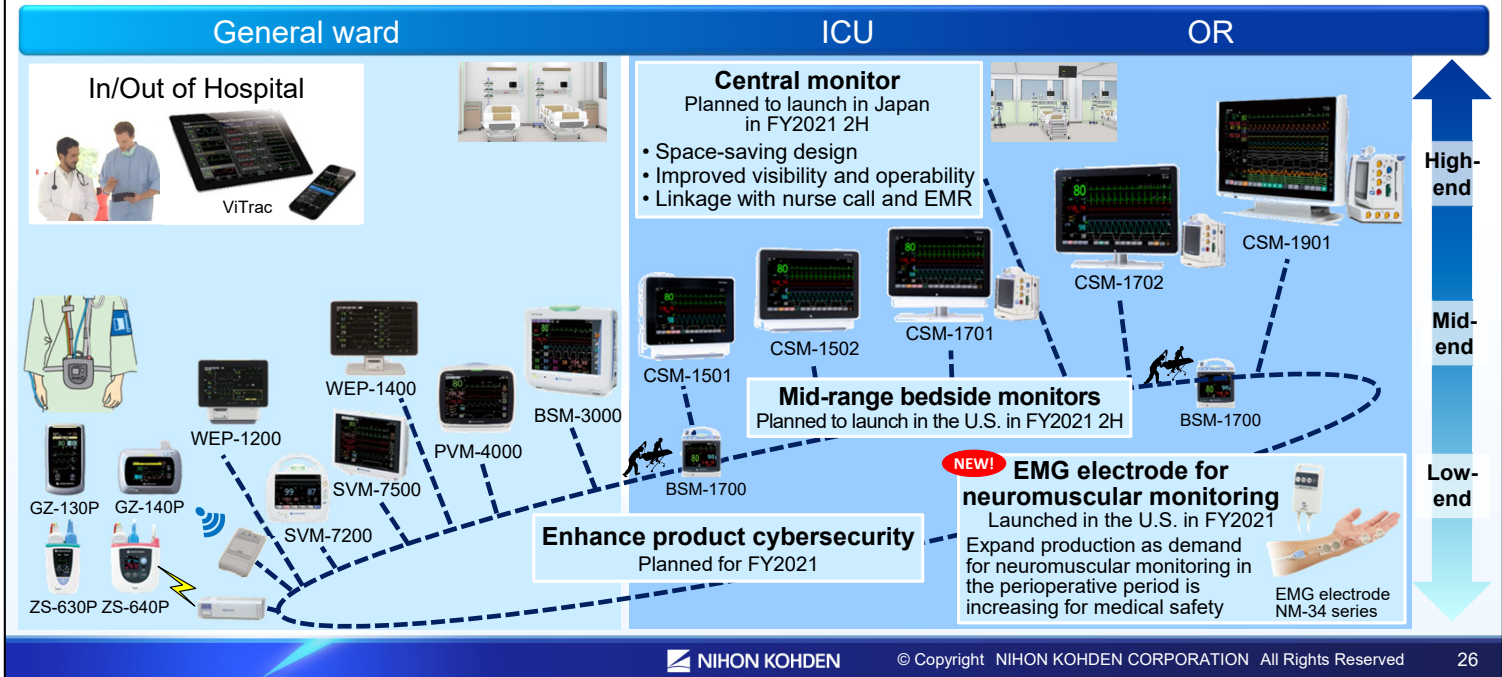 General ward
ICU
OR
In/Out of Hospital
ViTrac
Central monitor
Planned to launch in Japan
in FY2021 2H
• Space-saving design
• Improved visibility and operability
• Linkage with nurse call and EMR
High-
end
Mid-
end
Low-
end
CSM-1901
CSM-1702
CSM-1701
CSM-1502
CSM-1501
WEP-1400
BSM-3000
PVM-4000
WEP-1200
SVM-7500
SVM-7200
GZ-130P
GZ-140P
ZS-630P
ZS-640P
BSM-1700
BSM-1700
Mid-range bedside monitors
Planned to launch in the U.S. in FY2021 2H
Enhance product cybersecurity
Planned for FY2021
NEW!
EMG electrode for
neuromuscular monitoring
Launched in the U.S. in FY2021
Expand production as demand
for neuromuscular monitoring in
the perioperative period is
increasing for medical safety
EMG electrode
NM-34 series
NIHON KOHDEN
© Copyright NIHON KOHDEN CORPORATION All Rights Reserved
26